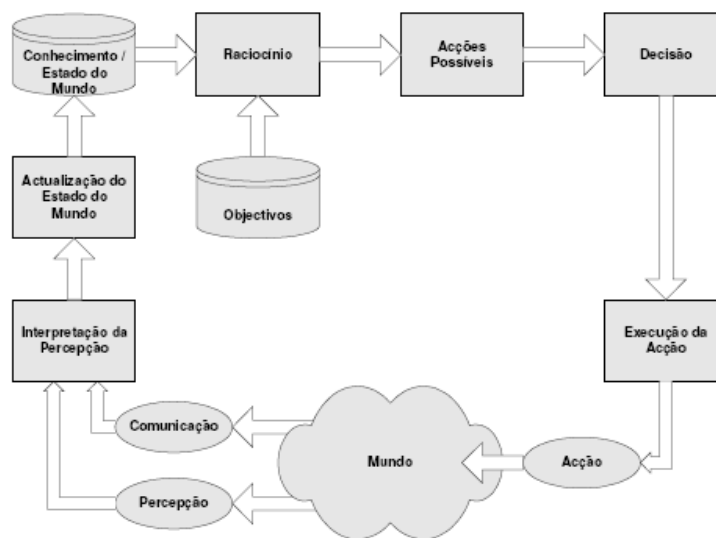 Conhecimento /
Estado do
Mundo
Raciocínio
Acções
Possíveis
Decisão
Actualização do
Estado do
Mundo
Objectivos
Interpretação da
Percepção
Execução da
Acção
Comunicação
Mundo
Acção
Percepção